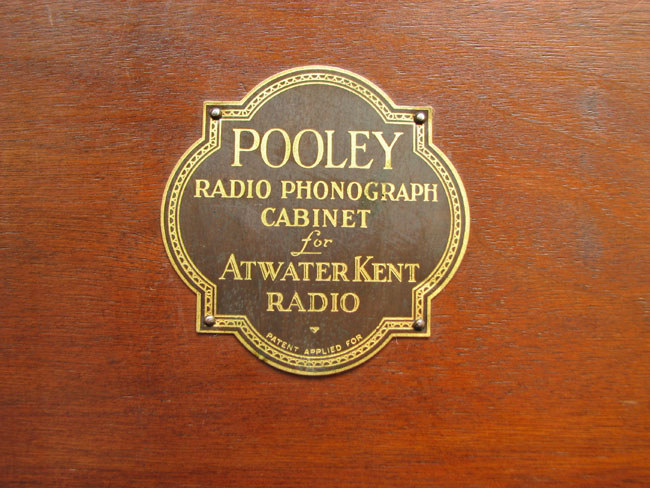 POOLEY
RADIO PHONOGRAPH
CABINET
for
ATWATER KENT
RADIO
PATENT APPLIED FOR